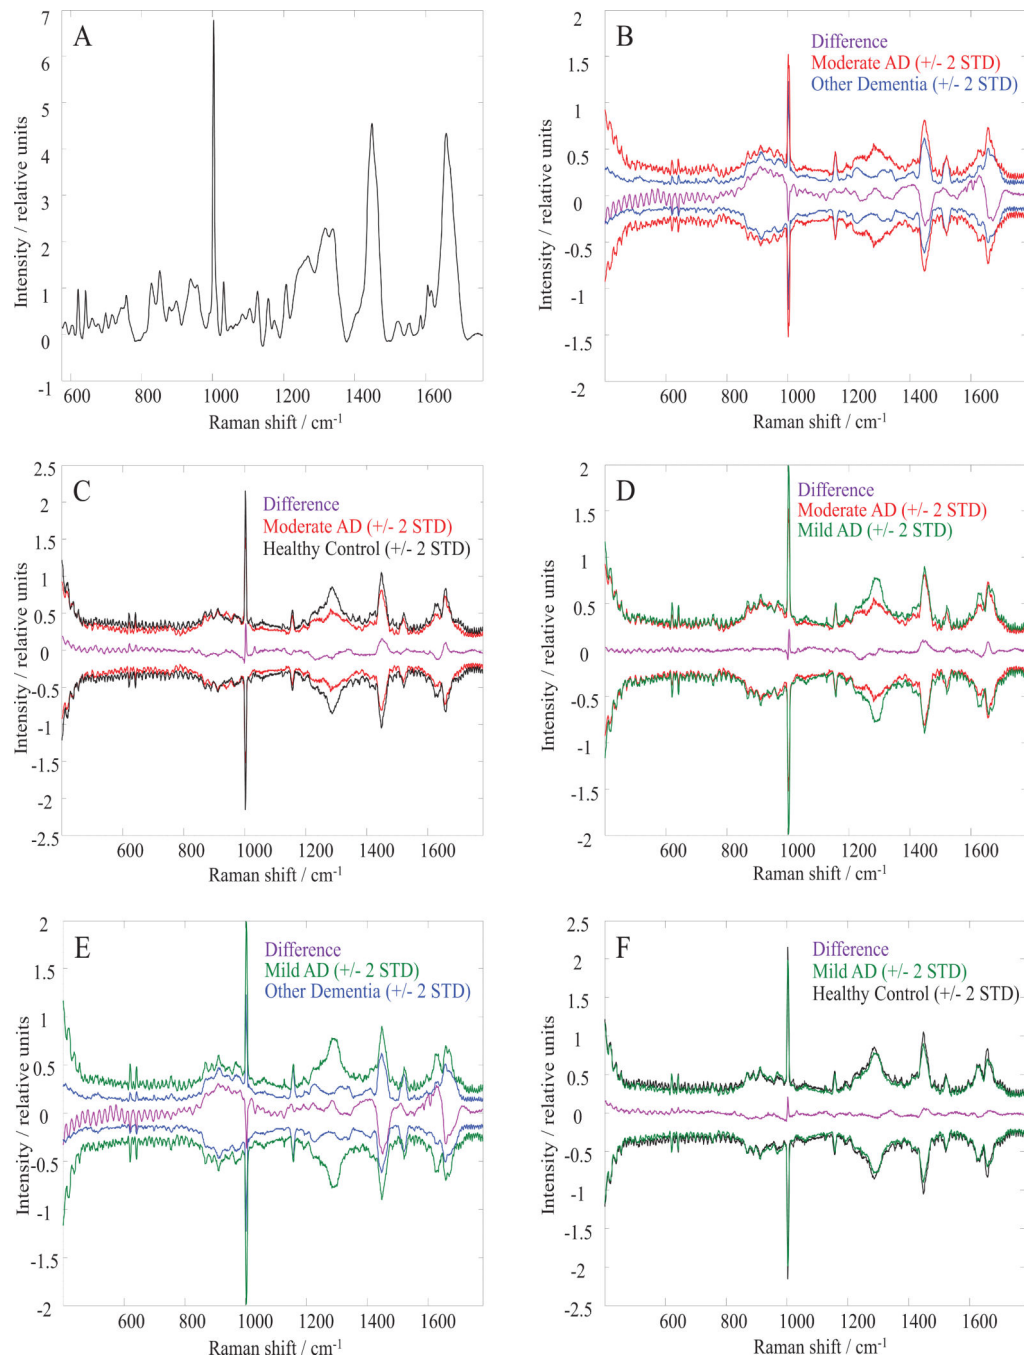 A
7
6
5
4
3
2
1
0
-1
600
800
1000
1200
1400
1600
Intensity / relative units
Raman shift / cm-1
B
Difference
Moderate AD (+/- 2 STD)
Other Dementia (+/- 2 STD)
2
1.5
1
0.5
0
-0.5
-1
-1.5
-2
600
800
1000
1200
1400
1600
Intensity / relative units
Raman shift / cm-1
C
Difference
Moderate AD (+/- 2 STD)
Healthy Control (+/- 2 STD)
2.5
2
1.5
1
0.5
0
-0.5
-1
-1.5
-2
-2.5
600
800
1000
1200
1400
1600
Intensity / relative units
Raman shift / cm-1
D
Difference
Moderate AD (+/- 2 STD)
Mild AD (+/- 2 STD)
2
1.5
1
0.5
0
-0.5
-1
-1.5
-2
600
800
1000
1200
1400
1600
Intensity / relative units
Raman shift / cm-1
E
Difference
Mild AD (+/- 2 STD)
Other Dementia (+/- 2 STD)
2
1.5
1
0.5
0
-0.5
-1
-1.5
-2
600
800
1000
1200
1400
1600
Intensity / relative units
Raman shift / cm-1
F
Difference
Mild AD (+/- 2 STD)
Healthy Control (+/- 2 STD)
2.5
2
1.5
1
0.5
0
0.5
-1
-1.5
-2
-2.5
600
800
1000
1200
1400
1600
Intensity / relative units
Raman shift / cm-1